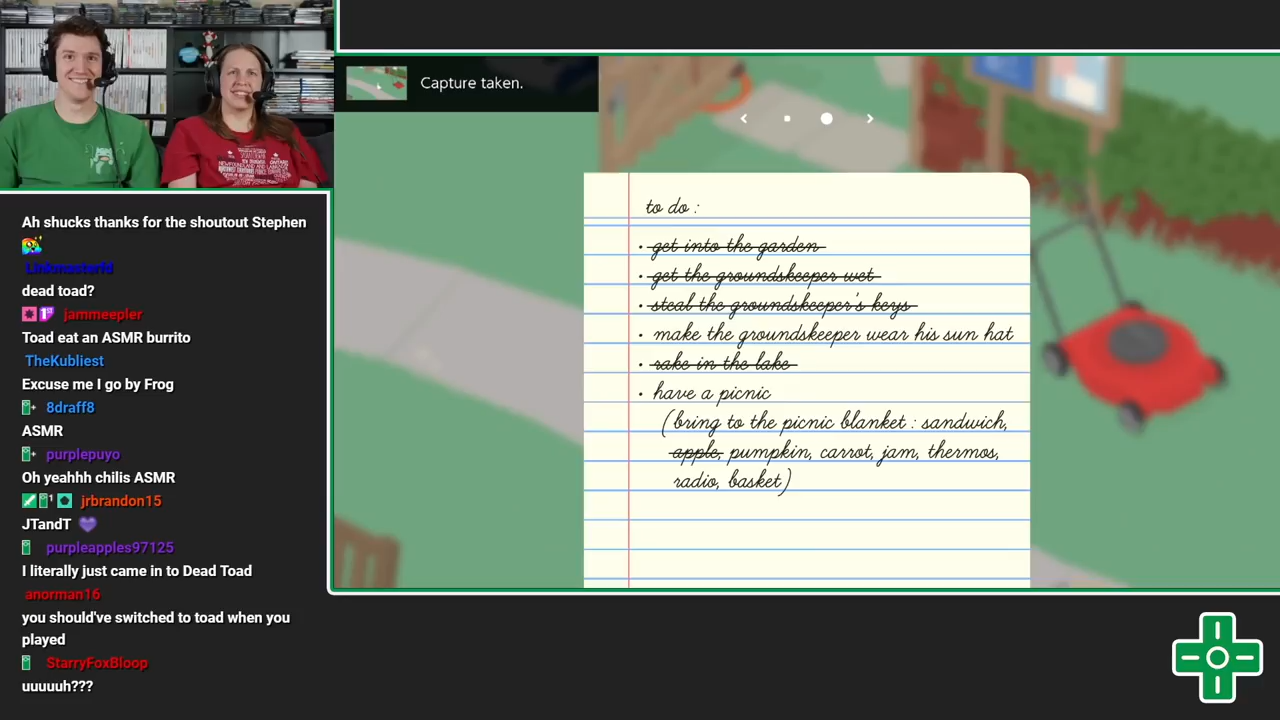 Capture taken.
to do :
• get into the garden
• get the groundskeeper wet
• steal the groundskeeper's keys
• make the groundskeeper wear his sun hat
• rake in the lake
• have a picnic
(bring to the picnic blanket : sandwich,
apple, pumpkin, carrot, jam, thermos,
radio, basket)
Ah shucks thanks for the shoutout Stephen
Linkmasterfd
dead toad?
jammeepler
Toad eat an ASMR burrito
TheKubliest
Excuse me I go by Frog
8draff8
ASMR
purplepuyo
Oh yeahhh chilis ASMR
jrbrandon15
JTandT
purpleapples97125
I literally just came in to Dead Toad
anorman16
you should've switched to toad when you
played
StarryFoxBloop
uuuuuh???